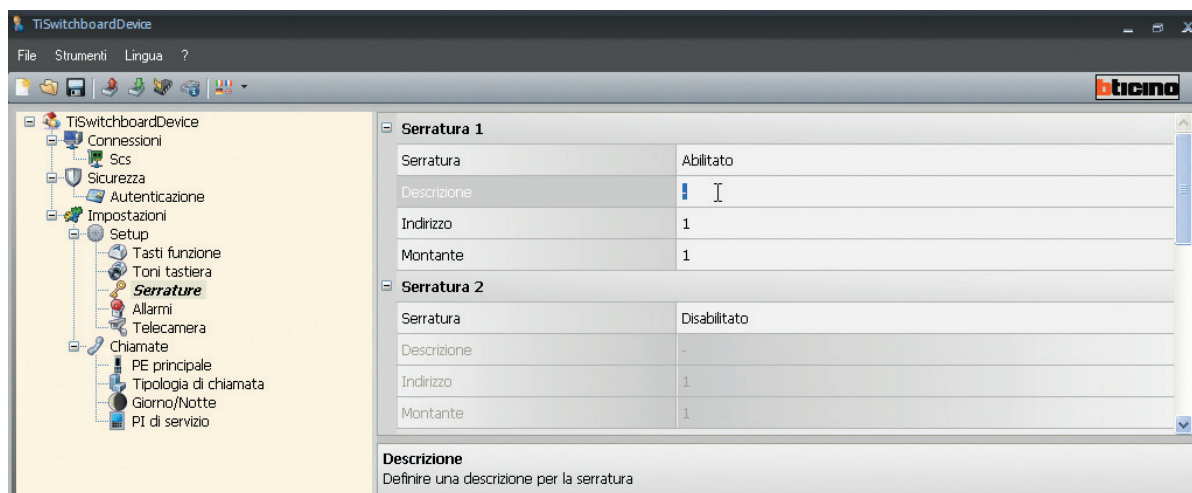 TiSwitchboardDevice
File Strumenti Lingua ?
bticino
TiSwitchboardDevice
Connessioni
Scs
Sicurezza
Autenticazione
Impostazioni
Setup
Tasti funzione
Toni tastiera
Serrature
Allarmi
Telecamera
Chiamate
PE principale
Tipologia di chiamata
Giorno/Notte
PI di servizio
Serratura 1
Serratura Abilitato
Descrizione -
Indirizzo 1
Montante 1
Serratura 2
Serratura Disabilitato
Descrizione -
Indirizzo 1
Montante 1
Descrizione
Definire una descrizione per la serratura